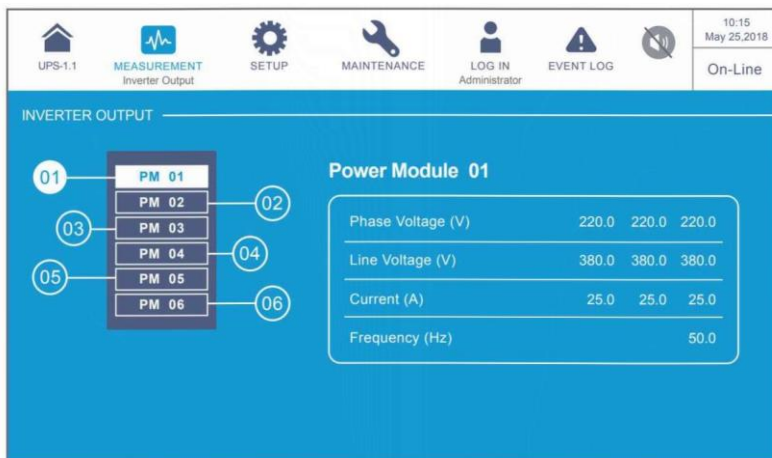 10:15
May 25,2018
On-Line
UPS-1.1
MEASUREMENT
Inverter Output
SETUP
MAINTENANCE
LOG IN
Administrator
EVENT LOG
INVERTER OUTPUT
01
PM 01
PM 02
02
03
PM 03
PM 04
04
05
PM 05
PM 06
06
Power Module 01
Phase Voltage (V) 220.0 220.0 220.0
Line Voltage (V) 380.0 380.0 380.0
Current (A) 25.0 25.0 25.0
Frequency (Hz) 50.0